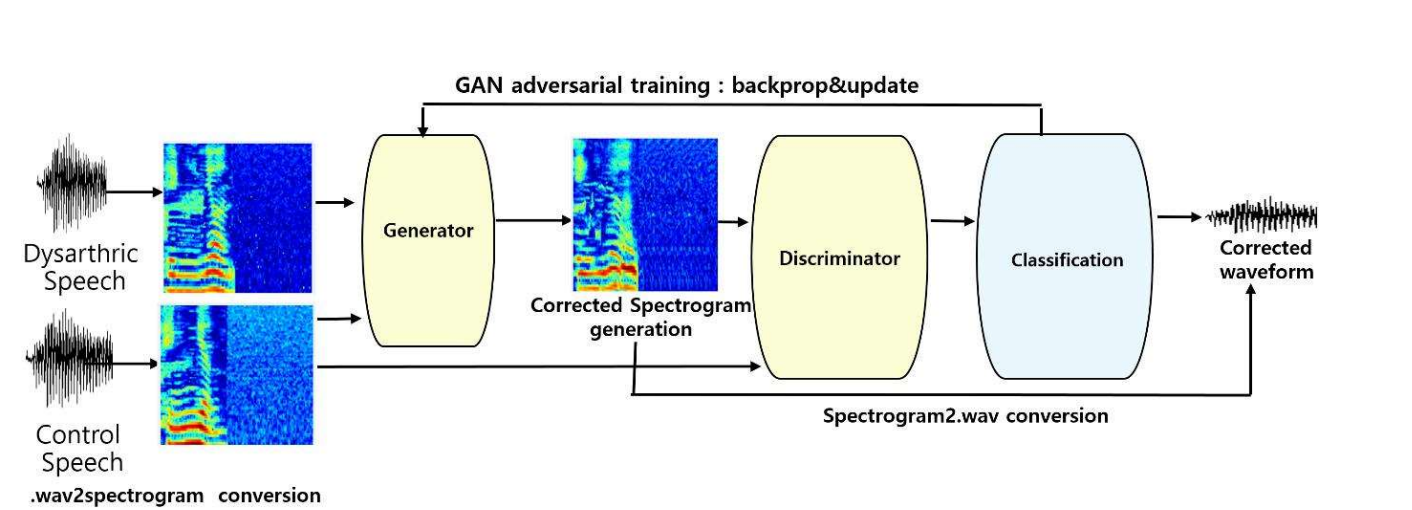 GAN adversarial training : backprop&update
Dysarthric
Speech
Generator
Corrected Spectrogram
generation
Discriminator
Classification
Corrected
waveform
Spectrogram2.wav conversion
Control
Speech
.wav2spectrogram conversion